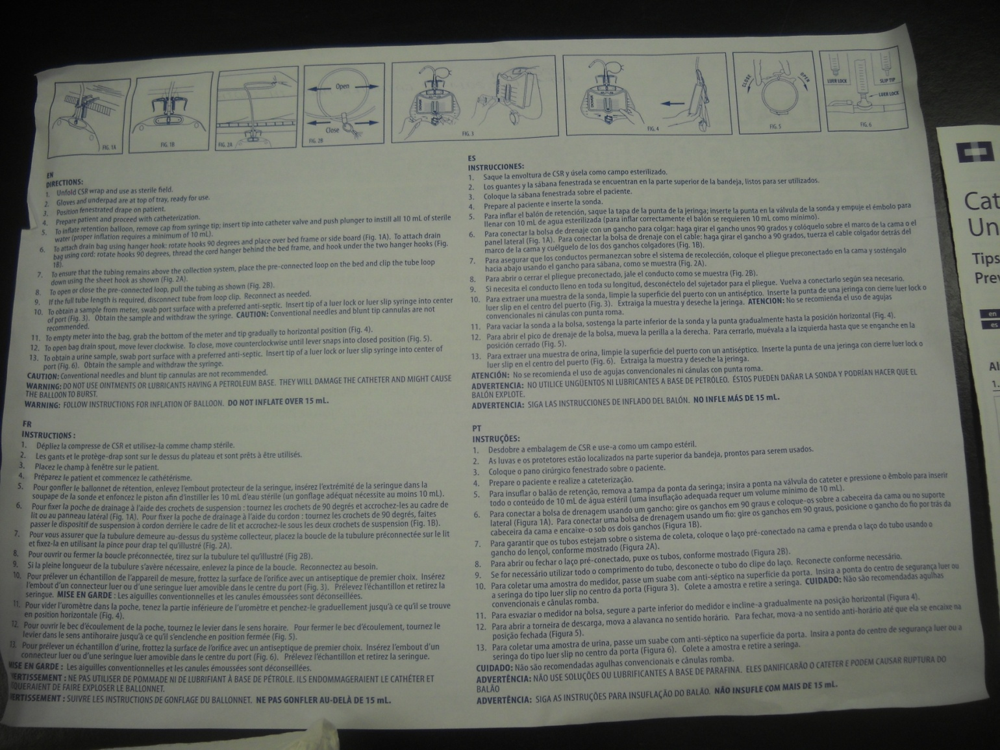 FIG. 1A
FIG. 1B
FIG. 2A
Open
Close
FIG. 2B
FIG. 3
FIG. 4
CLOSE
OPEN
FIG. 5
LUER LOCK
SLIP TIP
LUER LOCK
FIG. 6
EN
DIRECTIONS:
1. Unfold CSR wrap and use as sterile field.
2. Gloves and underpad are at top of tray, ready for use.
3. Position fenestrated drape on patient.
4. Prepare patient and proceed with catheterization.
5. To inflate retention balloon, remove cap from syringe tip; insert tip into catheter valve and push plunger to instill all 10 mL of sterile
water (proper inflation requires a minimum of 10 mL).
6. To attach drain bag using hanger hook: rotate hooks 90 degrees and place over bed frame or side board (Fig. 1A). To attach drain
bag using cord: rotate hooks 90 degrees, thread the cord hanger behind the bed frame, and hook under the two hanger hooks (Fig.
1B).
7. To ensure that the tubing remains above the collection system, place the pre-connected loop on the bed and clip the tube loop
down using the sheet hook as shown (Fig. 2A).
8. To open or close the pre-connected loop, pull the tubing as shown (Fig. 2B).
9. If the full tube length is required, disconnect tube from loop clip. Reconnect as needed.
10. To obtain a sample from meter, swab port surface with a preferred anti-septic. Insert tip of a luer lock or luer slip syringe into center
of port (Fig. 3). Obtain the sample and withdraw the syringe. CAUTION: Conventional needles and blunt tip cannulas are not
recommended.
11. To empty meter into the bag, grab the bottom of the meter and tip gradually to horizontal position (Fig. 4).
12. To open bag drain spout, move lever clockwise. To close, move counterclockwise until lever snaps into closed position (Fig. 5).
13. To obtain a urine sample, swab port surface with a preferred anti-septic. Insert tip of a luer lock or luer slip syringe into center of
port (Fig. 6). Obtain the sample and withdraw the syringe.
CAUTION: Conventional needles and blunt tip cannulas are not recommended.
WARNING: DO NOT USE OINTMENTS OR LUBRICANTS HAVING A PETROLEUM BASE. THEY WILL DAMAGE THE CATHETER AND MIGHT CAUSE
THE BALLOON TO BURST.
WARNING: FOLLOW INSTRUCTIONS FOR INFLATION OF BALLOON. DO NOT INFLATE OVER 15 mL.
ES
INSTRUCCIONES:
1. Saque la envoltura de CSR y úsela como campo esterilizado.
2. Los guantes y la sábana fenestrada se encuentran en la parte superior de la bandeja, listos para ser utilizados.
3. Coloque la sábana fenestrada sobre el paciente.
4. Prepare al paciente e inserte la sonda.
5. Para inflar el balón de retención, saque la tapa de la punta de la jeringa; inserte la punta en la válvula de la sonda y empuje el émbolo para
llenar con 10 mL de agua esterilizada (para inflar correctamente el balón se requieren 10 mL como mínimo).
6. Para conectar la bolsa de drenaje con un gancho para colgar: haga girar el gancho unos 90 grados y colóquelo sobre el marco de la cama o el
panel lateral (Fig. 1A). Para conectar la bolsa de drenaje con el cable: haga girar el gancho a 90 grados, tuerza el cable colgador detrás del
marco de la cama y cuélguelo de los dos ganchos colgadores (Fig. 1B).
7. Para asegurar que los conductos permanezcan sobre el sistema de recolección, coloque el pliegue preconectado en la cama y sosténgalo
hacia abajo usando el gancho para sábana, como se muestra (Fig. 2A).
8. Para abrir o cerrar el pliegue preconectado, jale el conducto como se muestra (Fig. 2B).
9. Si necesita el conducto lleno en toda su longitud, desconéctelo del sujetador para el pliegue. Vuelva a conectarlo según sea necesario.
10. Para extraer una muestra de la sonda, limpie la superficie del puerto con un antiséptico. Inserte la punta de una jeringa con cierre luer lock o
luer slip en el centro del puerto (Fig. 3). Extraiga la muestra y deseche la jeringa. ATENCION: No se recomienda el uso de agujas
convencionales ni cánulas con punta roma.
11. Para vaciar la sonda a la bolsa, sostenga la parte inferior de la sonda y la punta gradualmente hasta la posición horizontal (Fig. 4).
12. Para abrir el pico de drenaje de la bolsa, mueva la perilla a la derecha. Para cerrarlo, muévala a la izquierda hasta que se enganche en la
posición cerrado (Fig. 5).
13. Para extraer una muestra de orina, limpie la superficie del puerto con un antiséptico. Inserte la punta de una jeringa con cierre luer lock o
luer slip en el centro del puerto (Fig. 6). Extraiga la muestra y deseche la jeringa.
ATENCIÓN: No se recomienda el uso de agujas convencionales ni cánulas con punta roma.
ADVERTENCIA: NO UTILICE UNGÜENTOS NI LUBRICANTES A BASE DE PETRÓLEO. ÉSTOS PUEDEN DAÑAR LA SONDA Y PODRÍAN HACER QUE EL
BALÓN EXPLOTE.
ADVERTENCIA: SIGA LAS INSTRUCCIONES DE INFLADO DEL BALÓN. NO INFLE MÁS DE 15 mL.
FR
INSTRUCTIONS :
1. Dépliez la compresse de CSR et utilisez-la comme champ stérile.
2. Les gants et le protège-drap sont sur le dessus du plateau et sont prêts à être utilisés.
3. Placez le champ à fenêtre sur le patient.
4. Préparez le patient et commencez le cathétérisme.
5. Pour gonfler le ballonnet de rétention, enlevez l'embout protecteur de la seringue, insérez l'extrémité de la seringue dans la
soupape de la sonde et enfoncez le piston afin d'instiller les 10 mL d'eau stérile (un gonflage adéquat nécessite au moins 10 mL).
6. Pour fixer la poche de drainage à l'aide des crochets de suspension : tournez les crochets de 90 degrés et accrochez-les au cadre de
lit ou au panneau latéral (Fig. 1A). Pour fixer la poche de drainage à l'aide du cordon : tournez les crochets de 90 degrés, faites
passer le dispositif de suspension à cordon derrière le cadre de lit et accrochez-le sous les deux crochets de suspension (Fig. 1B).
7. Pour vous assurer que la tubulure demeure au-dessus du système collecteur, placez la boucle de la tubulure préconnectée sur le lit
et fixez-la en utilisant la pince pour drap tel qu'illustré (Fig. 2A).
8. Pour ouvrir ou fermer la boucle préconnectée, tirez sur la tubulure tel qu'illustré (Fig 2B).
9. Si la pleine longueur de la tubulure s'avère nécessaire, enlevez la pince de la boucle. Reconnectez au besoin.
10. Pour prélever un échantillon de l'appareil de mesure, frottez la surface de l'orifice avec un antiseptique de premier choix. Insérez
l'embout d'un connecteur luer ou d'une seringue luer amovible dans le centre du port (Fig. 3). Prélevez l'échantillon et retirez la
seringue. MISE EN GARDE : Les aiguilles conventionnelles et les canules émoussées sont déconseillées.
11. Pour vider l'uromètre dans la poche, tenez la partie inférieure de l'uromètre et penchez-le graduellement jusqu'à ce qu'il se trouve
en position horizontale (Fig. 4).
12. Pour ouvrir le bec d'écoulement de la poche, tournez le levier dans le sens horaire. Pour fermer le bec d'écoulement, tournez le
levier dans le sens antihoraire jusqu'à ce qu'il s'enclenche en position fermée (Fig. 5).
13. Pour prélever un échantillon d'urine, frottez la surface de l'orifice avec un antiseptique de premier choix. Insérez l'embout d'un
connecteur luer ou d'une seringue luer amovible dans le centre du port (Fig. 6). Prélevez l'échantillon et retirez la seringue.
MISE EN GARDE : Les aiguilles conventionnelles et les canules émoussées sont déconseillées.
ERTISSEMENT : NE PAS UTILISER DE POMMADE NI DE LUBRIFIANT À BASE DE PÉTROLE. ILS ENDOMMAGERAIENT LE CATHÉTER ET
QUERAIENT DE FAIRE EXPLOSER LE BALLONNET.
ERTISSEMENT : SUIVRE LES INSTRUCTIONS DE GONFLAGE DU BALLONNET. NE PAS GONFLER AU-DELÀ DE 15 mL.
PT
INSTRUÇÕES:
1. Desdobre a embalagem de CSR e use-a como um campo estéril.
2. As luvas e os protetores estão localizados na parte superior da bandeja, prontos para serem usados.
3. Coloque o pano cirúrgico fenestrado sobre o paciente.
4. Prepare o paciente e realize a cateterização.
5. Para insuflar o balão de retenção, remova a tampa da ponta da seringa; insira a ponta na válvula do cateter e pressione o êmbolo para inserir
todo o conteúdo de 10 mL de água estéril (uma insuflação adequada requer um volume mínimo de 10 mL).
6. Para conectar a bolsa de drenagem usando um gancho: gire os ganchos em 90 graus e coloque-os sobre a cabeceira da cama ou no suporte
lateral (Figura 1A). Para conectar uma bolsa de drenagem usando um fio: gire os ganchos em 90 graus, posicione o gancho do fio por trás da
cabeceira da cama e encaixe-o sob os dois ganchos (Figura 1B).
7. Para garantir que os tubos estejam sobre o sistema de coleta, coloque o laço pré-conectado na cama e prenda o laço do tubo usando o
gancho do lençol, conforme mostrado (Figura 2A).
8. Para abrir ou fechar o laço pré-conectado, puxe os tubos, conforme mostrado (Figura 2B).
9. Se for necessário utilizar todo o comprimento do tubo, desconecte o tubo do clipe do laço. Reconecte conforme necessário.
10. Para coletar uma amostra do medidor, passe um suabe com anti-séptico na superfície da porta. Insira a ponta do centro de segurança luer ou
a seringa do tipo luer slip no centro da porta (Figura 3). Colete a amostra e retire a seringa. CUIDADO: Não são recomendadas agulhas
convencionais e cânulas romba.
11. Para esvaziar o medidor na bolsa, segure a parte inferior do medidor e incline-a gradualmente na posição horizontal (Figura 4).
12. Para abrir a torneira de descarga, mova a alavanca no sentido horário. Para fechar, mova-a no sentido anti-horário até que ela se encaixe na
posição fechada (Figura 5).
13. Para coletar uma amostra de urina, passe um suabe com anti-séptico na superfície da porta. Insira a ponta do centro de segurança luer ou a
seringa do tipo luer slip no centro da porta (Figura 6). Colete a amostra e retire a seringa.
CUIDADO: Não são recomendadas agulhas convencionais e cânulas romba.
ADVERTÊNCIA: NÃO USE SOLUÇÕES OU LUBRIFICANTES A BASE DE PARAFINA. ELES DANIFICARÃO O CATETER E PODEM CAUSAR RUPTURA DO
BALÃO
ADVERTÊNCIA: SIGA AS INSTRUÇÕES PARA INSUFLAÇÃO DO BALÃO. NÃO INSUFLE COM MAIS DE 15 mL.
Cat
Un
Tips
Prev
en
es
Al
1.